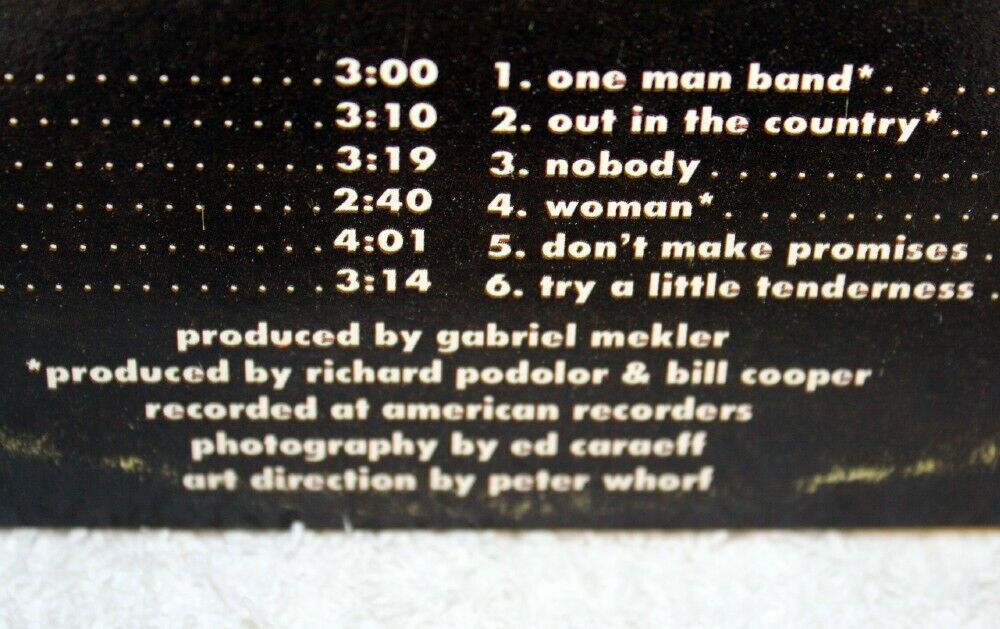 3:00 1. one man band*
3:10 2. out in the country*
3:19 3. nobody
2:40 4. woman*
4:01 5. don't make promises
3:14 6. try a little tenderness
produced by gabriel mekler
*produced by richard podolor & bill cooper
recorded at american recorders
photography by ed caraeff
art direction by peter whorf